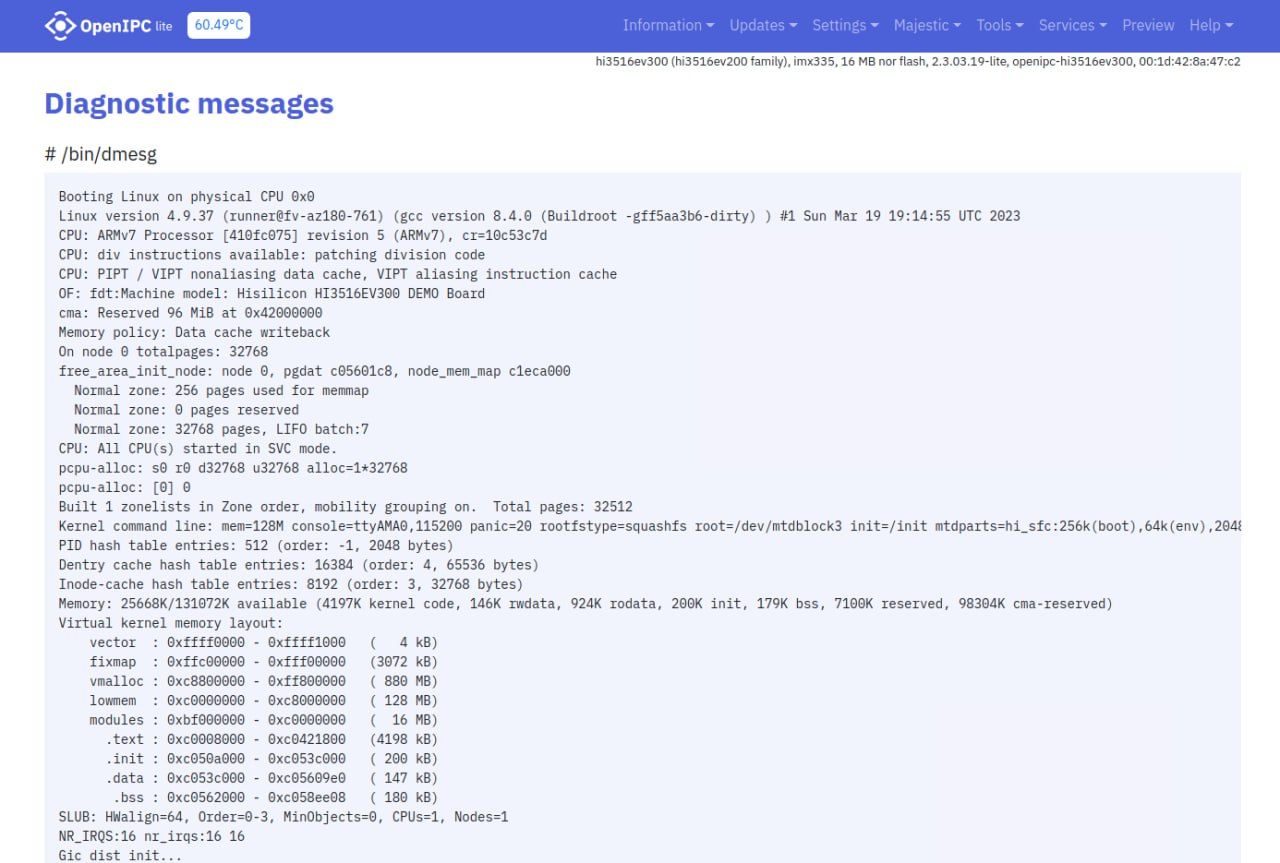 OpenIPC lite 60.49°C Information Updates Settings Majestic Tools Services Preview Help
hi3516ev300 (hi3516ev200 family), imx335, 16 MB nor flash, 2.3.03.19-lite, openipc-hi3516ev300, 00:1d:42:8a:47:c2
Diagnostic messages
# /bin/dmesg
Booting Linux on physical CPU 0x0
Linux version 4.9.37 (runner@fv-az180-761) (gcc version 8.4.0 (Buildroot -gff5aa3b6-dirty) ) #1 Sun Mar 19 19:14:55 UTC 2023
CPU: ARMv7 Processor [410fc075] revision 5 (ARMv7), cr=10c53c7d
CPU: div instructions available: patching division code
CPU: PIPT / VIPT nonaliasing data cache, VIPT aliasing instruction cache
OF: fdt:Machine model: Hisilicon HI3516EV300 DEMO Board
cma: Reserved 96 MiB at 0x42000000
Memory policy: Data cache writeback
On node 0 totalpages: 32768
free_area_init_node: node 0, pgdat c05601c8, node_mem_map c1eca000
  Normal zone: 256 pages used for memmap
  Normal zone: 0 pages reserved
  Normal zone: 32768 pages, LIFO batch:7
CPU: All CPU(s) started in SVC mode.
pcpu-alloc: s0 r0 d32768 u32768 alloc=1*32768
pcpu-alloc: [0] 0
Built 1 zonelists in Zone order, mobility grouping on.  Total pages: 32512
Kernel command line: mem=128M console=ttyAMA0,115200 panic=20 rootfstype=squashfs root=/dev/mtdblock3 init=/init mtdparts=hi_sfc:256k(boot),64k(env),2048
PID hash table entries: 512 (order: -1, 2048 bytes)
Dentry cache hash table entries: 16384 (order: 4, 65536 bytes)
Inode-cache hash table entries: 8192 (order: 3, 32768 bytes)
Memory: 25668K/131072K available (4197K kernel code, 146K rwdata, 924K rodata, 200K init, 179K bss, 7100K reserved, 98304K cma-reserved)
Virtual kernel memory layout:
    vector  : 0xffff0000 - 0xffff1000   (   4 kB)
    fixmap  : 0xffc00000 - 0xfff00000   (3072 kB)
    vmalloc : 0xc8800000 - 0xff800000   ( 880 MB)
    lowmem  : 0xc0000000 - 0xc8000000   ( 128 MB)
    modules : 0xbf000000 - 0xc0000000   (  16 MB)
      .text : 0xc0008000 - 0xc0421800   (4198 kB)
      .init : 0xc050a000 - 0xc053c000   ( 200 kB)
      .data : 0xc053c000 - 0xc05609e0   ( 147 kB)
       .bss : 0xc0562000 - 0xc058ee08   ( 180 kB)
SLUB: HWalign=64, Order=0-3, MinObjects=0, CPUs=1, Nodes=1
NR_IRQS:16 nr_irqs:16 16
Gic dist init...